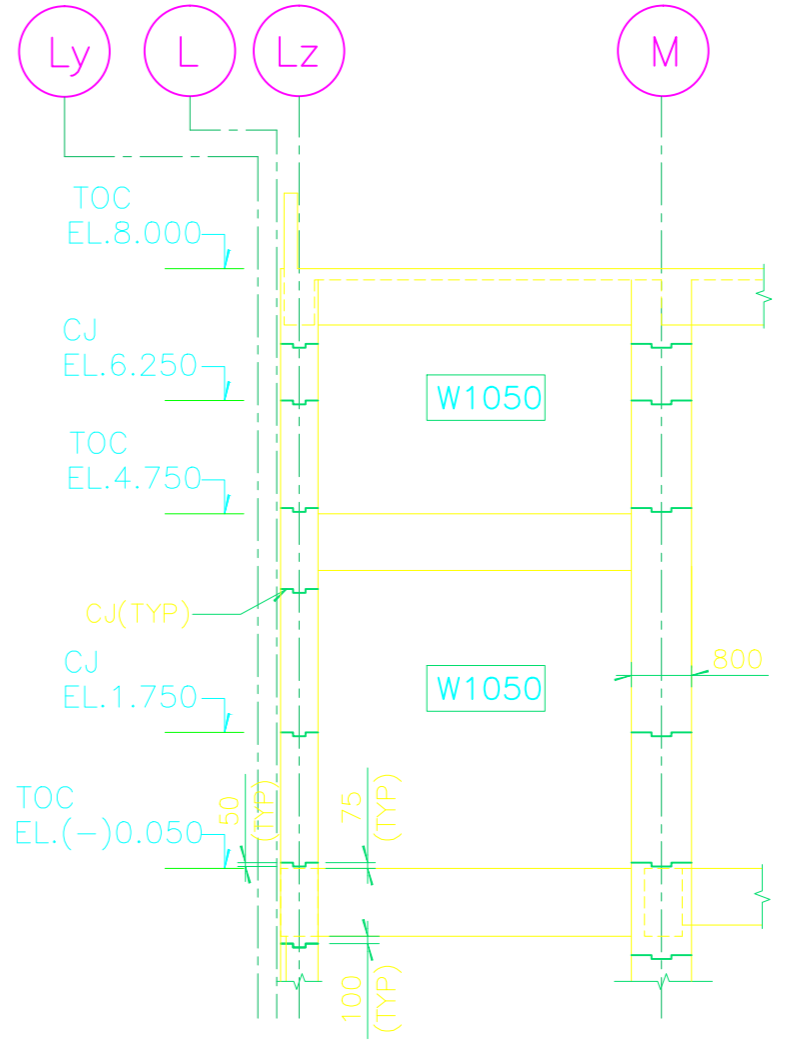 Ly L Lz M
TOC
EL.8.000
CJ
EL.6.250
W1050
TOC
EL.4.750
CJ(TYP)
CJ
EL.1.750
800
W1050
TOC
EL.(-)0.050
50
(TYP)
75
(TYP)
100
(TYP)